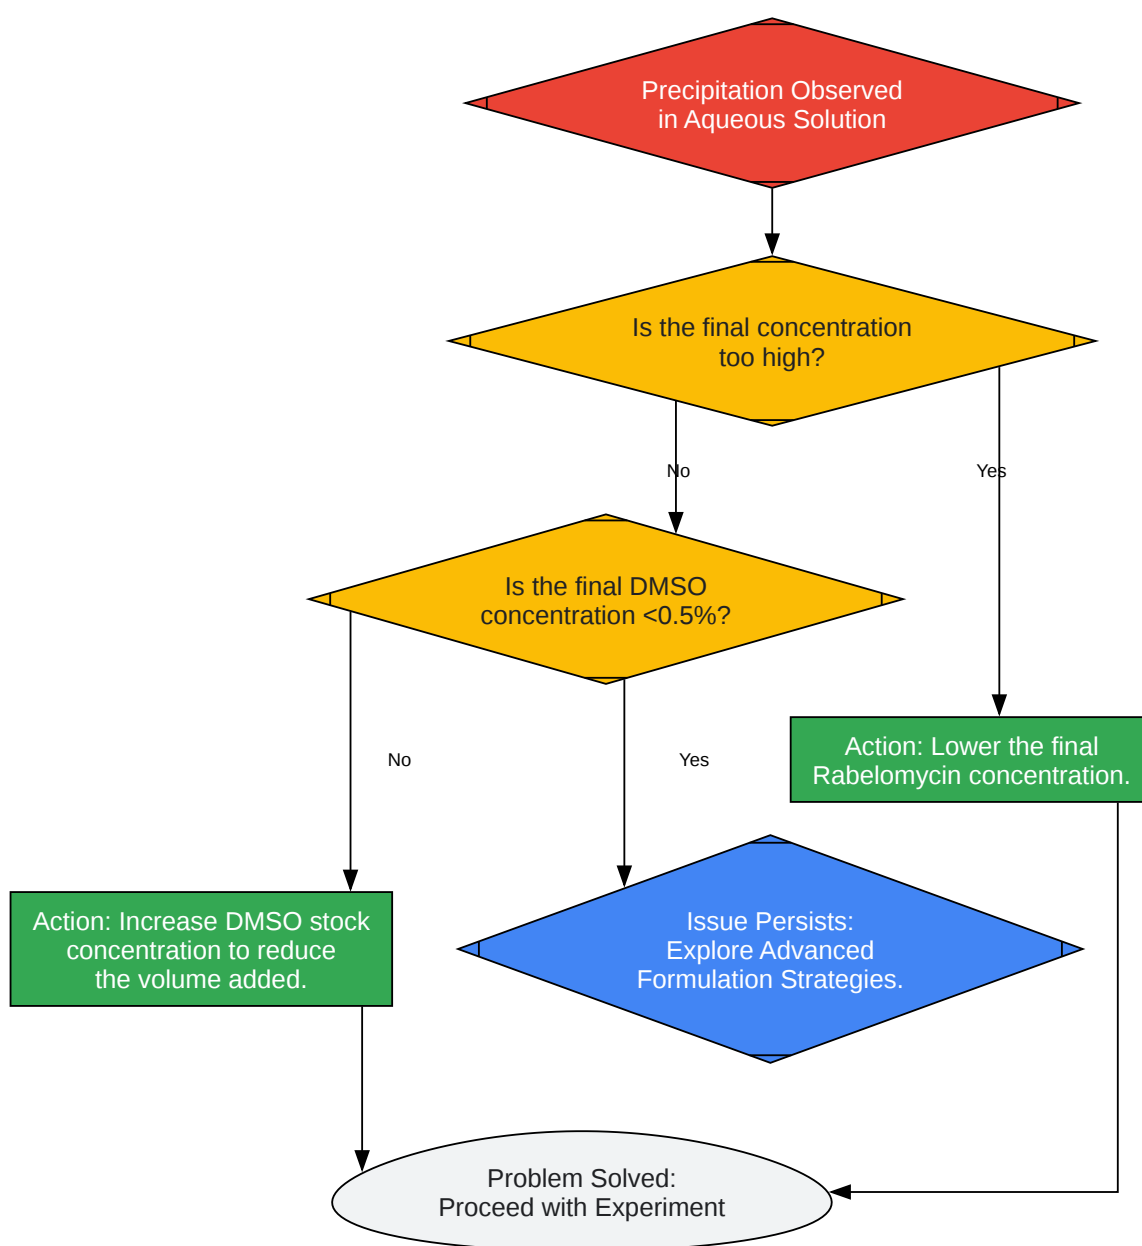 Precipitation Observed
in Aqueous Solution
Is the final concentration
too high?
No
Yes
Is the final DMSO
concentration <0.5%?
No
Yes
Action: Lower the final
Rabelomycin concentration.
Action: Increase DMSO stock
concentration to reduce
the volume added.
Issue Persists:
Explore Advanced
Formulation Strategies.
Problem Solved:
Proceed with Experiment